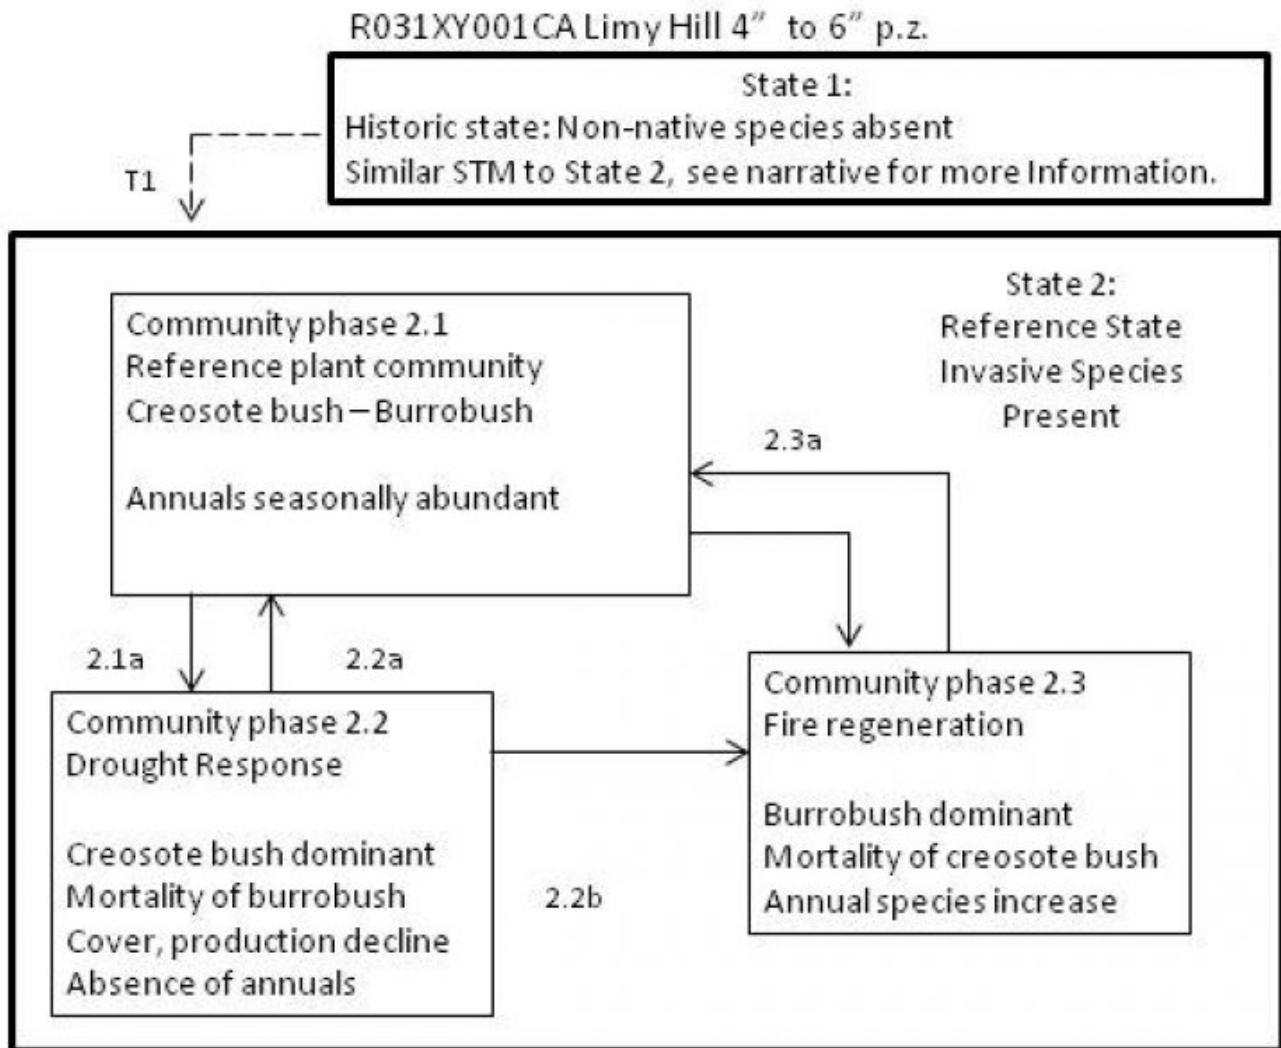 R031XY001CA Limy Hill 4” to 6” p.z.
State 1:
Historic state: Non-native species absent
Similar STM to State 2, see narrative for more Information.
T1
State 2:
Reference State
Invasive Species
Present
Community phase 2.1
Reference plant community
Creosote bush – Burrobush
Annuals seasonally abundant
2.3a
2.1a
2.2a
Community phase 2.2
Drought Response
Creosote bush dominant
Mortality of burrobush
Cover, production decline
Absence of annuals
2.2b
Community phase 2.3
Fire regeneration
Burrobush dominant
Mortality of creosote bush
Annual species increase